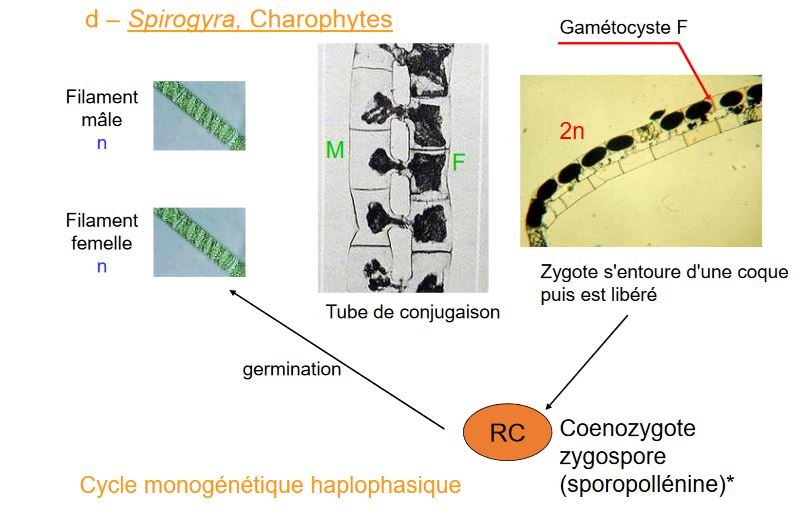 d – Spirogyra, Charophytes
Gamétocyste F
Filament
mâle
n
M
F
2n
Filament
femelle
n
Zygote s'entoure d'une coque
puis est libéré
Tube de conjugaison
germination
RC
Coenozygote
zygospore
(sporopollénine)*
Cycle monogénétique haplophasique